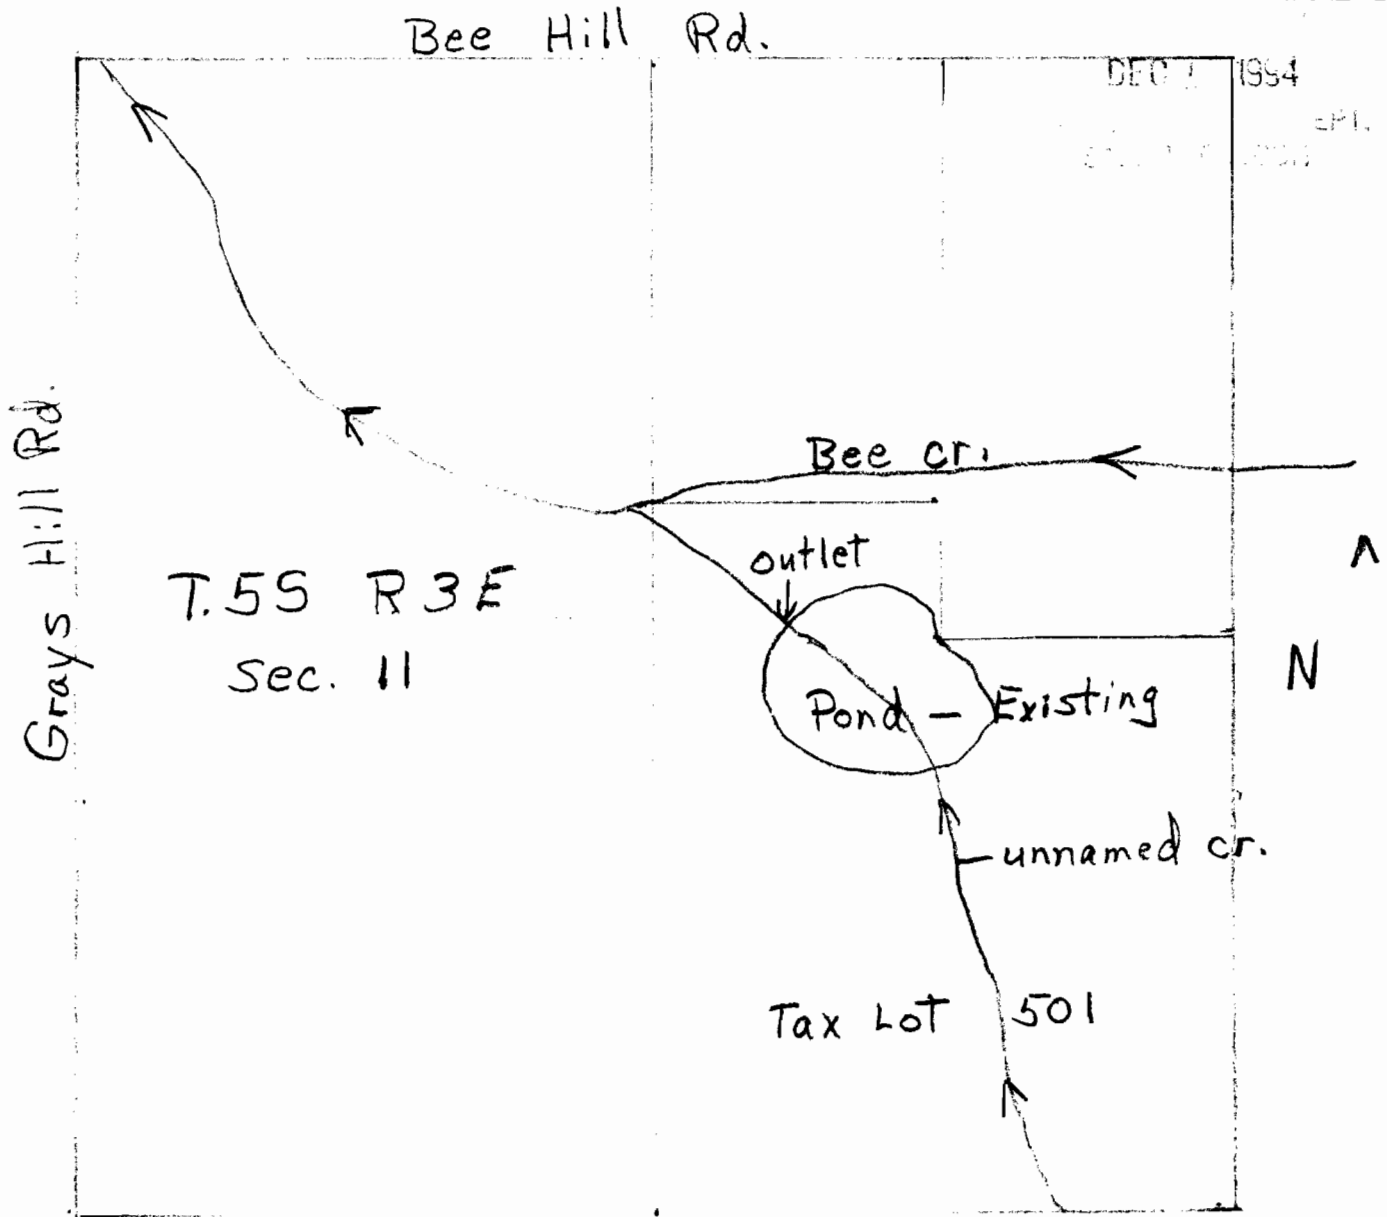 Bee Hill Rd.
DEC 1994
EPT.
Grays Hill Rd.
Bee cr.
outlet
T.5S R3E
Sec. 11
N
Pond - Existing
unnamed cr.
Tax Lot 501